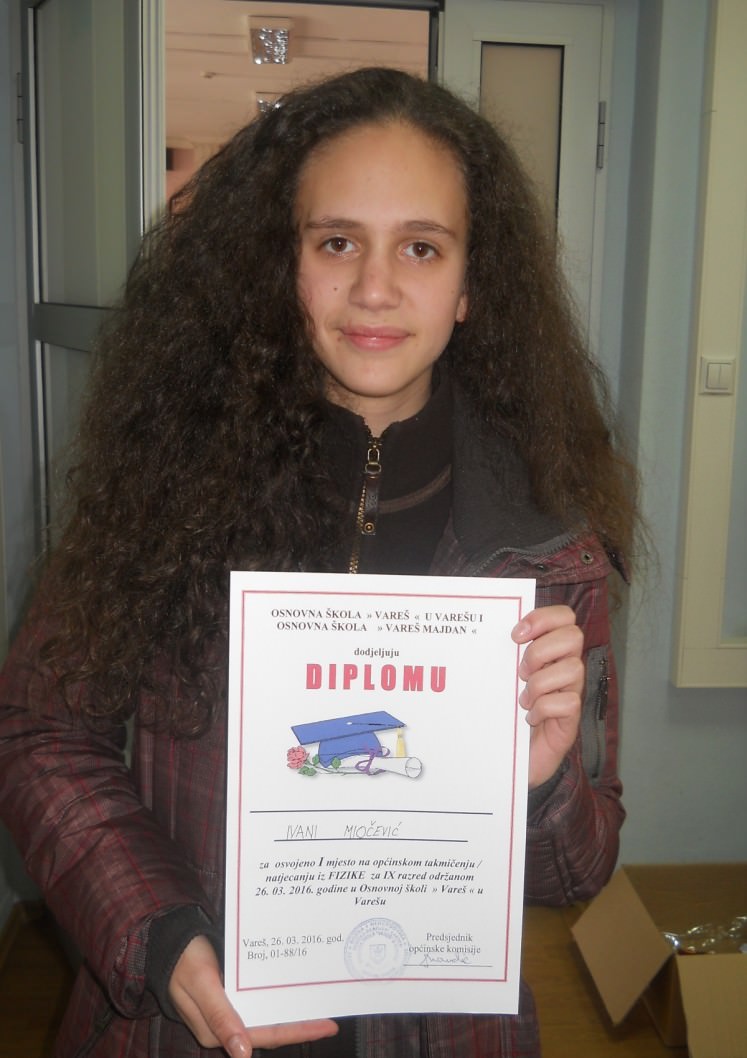 OSNOVNA ŠKOLA » VAREŠ « U VAREŠU I
OSNOVNA ŠKOLA » VAREŠ MAJDAN «
dodjeljuju
DIPLOMU
IVANI MIOČEVIĆ
za osvojeno I mjesto na općinskom takmičenju /
natjecanju iz FIZIKE za IX razred održanom
26. 03. 2016. godine u Osnovnoj školi » Vareš « u
Varešu
Vareš, 26. 03. 2016. god.
Broj, 01-88/16
Predsjednik
općinske komisije